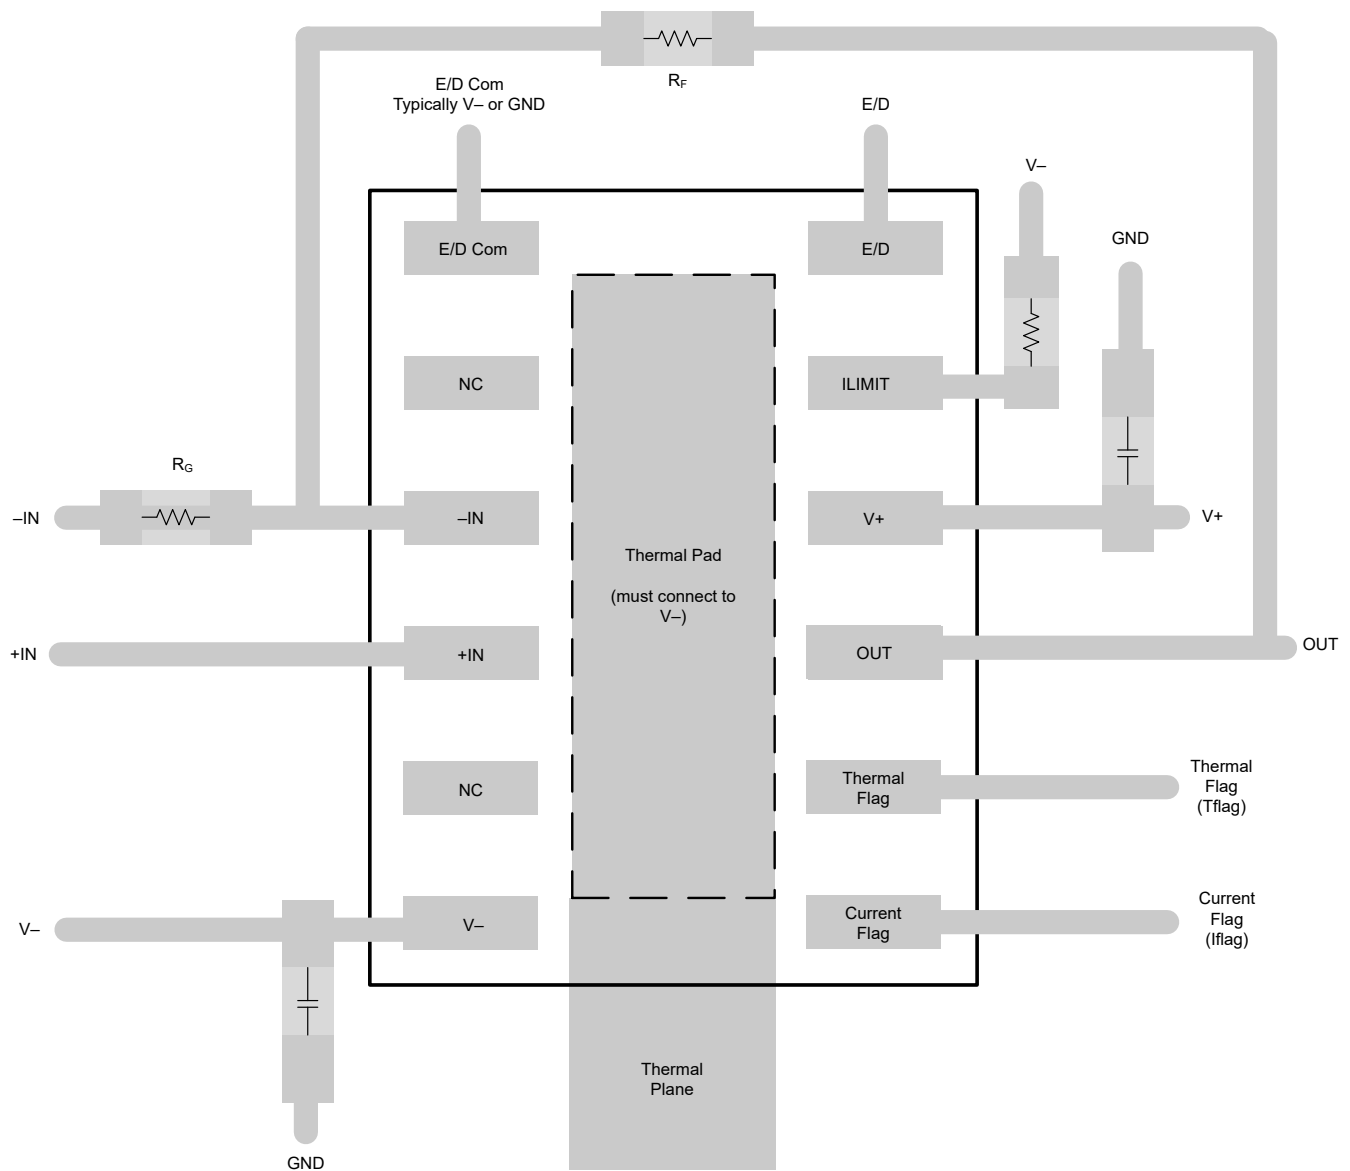 R_F
E/D Com
Typically V– or GND
E/D
V–
GND
E/D Com
E/D
NC
ILIMIT
R_G
–IN
–IN
V+
V+
Thermal Pad
(must connect to
V–)
+IN
+IN
OUT
OUT
NC
Thermal
Flag
Thermal
Flag
(Tflag)
V–
V–
Current
Flag
Current
Flag
(Iflag)
Thermal
Plane
GND